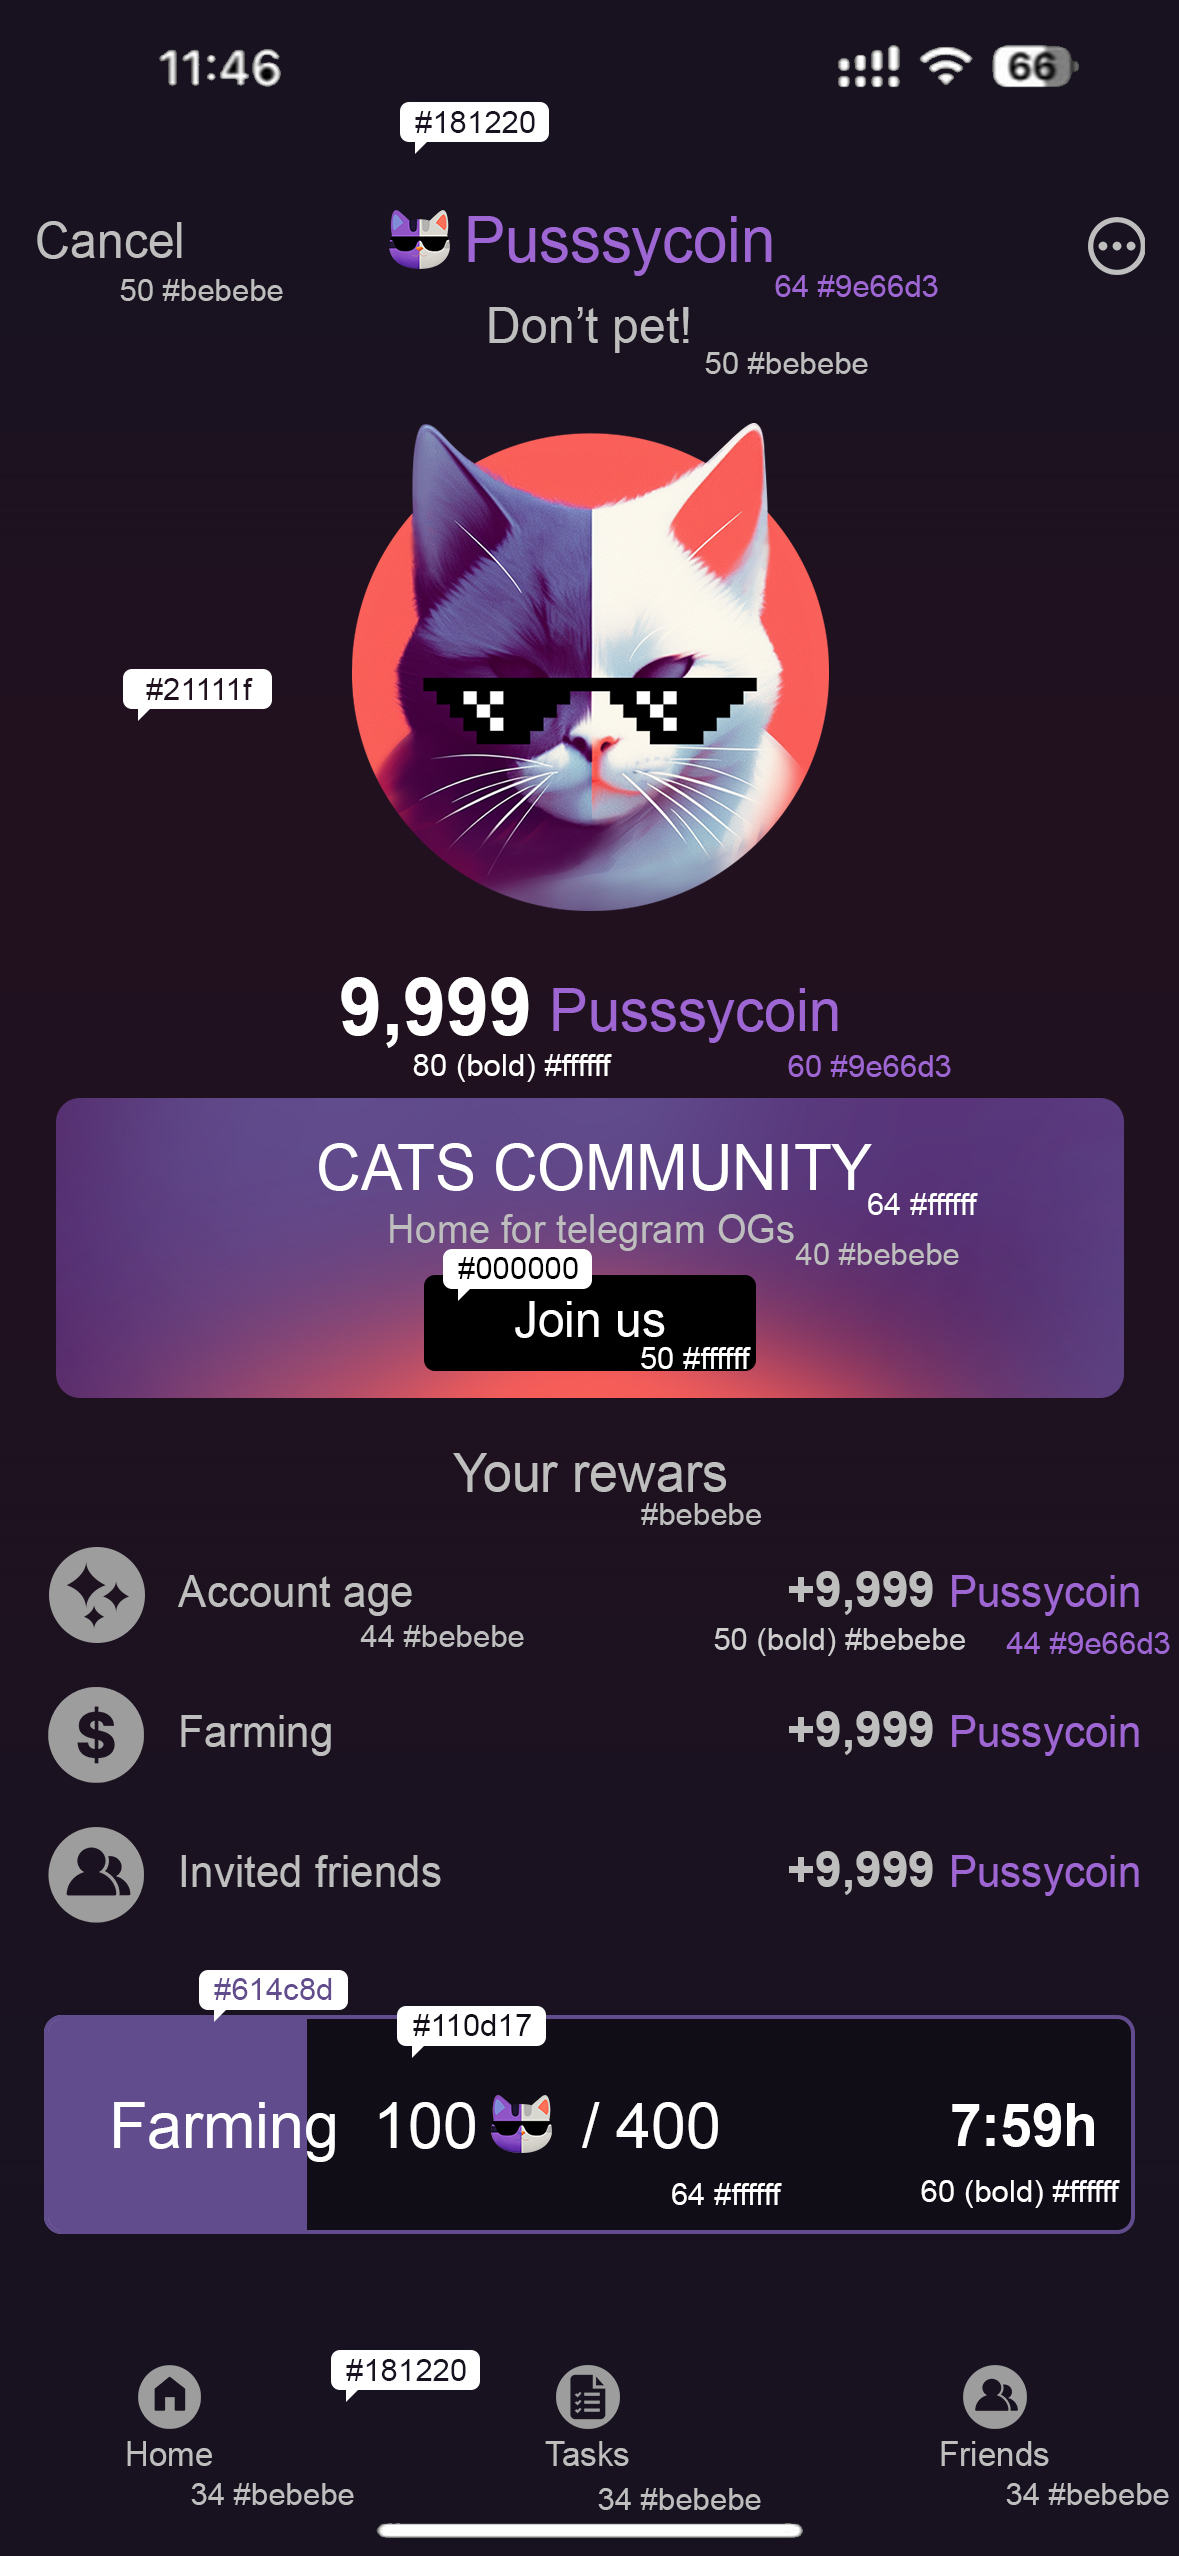 11:46
66
#181220
Cancel
Pusssycoin
50 #bebebe
64 #9e66d3
Don’t pet!
50 #bebebe
#21111f
9,999 Pusssycoin
80 (bold) #ffffff
60 #9e66d3
CATS COMMUNITY
64 #ffffff
Home for telegram OGs
40 #bebebe
#000000
Join us
50 #ffffff
Your rewars
#bebebe
Account age
+9,999 Pussycoin
44 #bebebe
50 (bold) #bebebe
44 #9e66d3
$
Farming
+9,999 Pussycoin
Invited friends
+9,999 Pussycoin
#614c8d
#110d17
Farming 100 / 400
7:59h
64 #ffffff
60 (bold) #ffffff
#181220
Home
Tasks
Friends
34 #bebebe
34 #bebebe
34 #bebebe